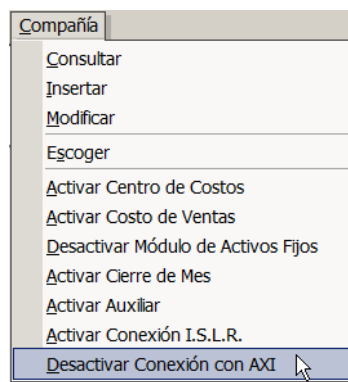 Compañía
Consultar
Insertar
Modificar
Escoger
Activar Centro de Costos
Activar Costo de Ventas
Desactivar Módulo de Activos Fijos
Activar Cierre de Mes
Activar Auxiliar
Activar Conexión I.S.L.R.
Desactivar Conexión con AXI